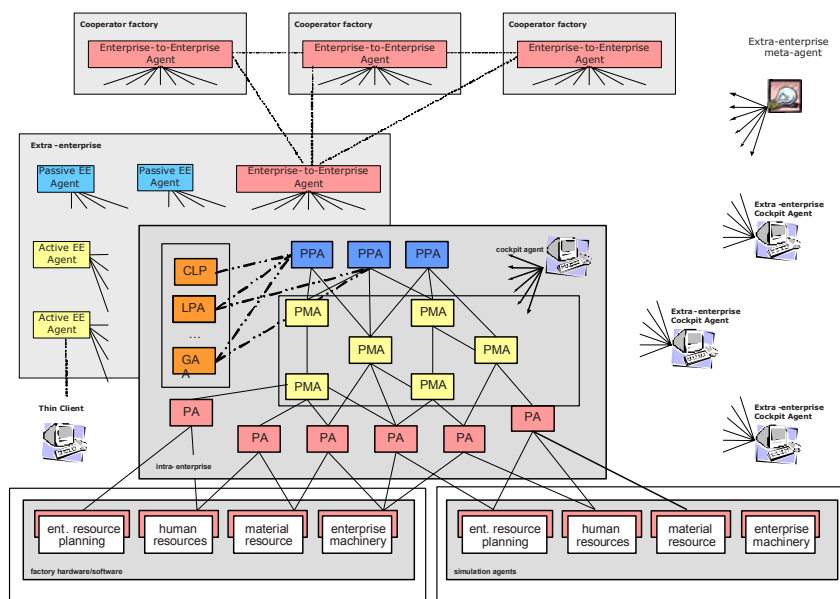 Cooperator factory
Cooperator factory
Cooperator factory
Enterprise-to-Enterprise
Agent
Enterprise-to-Enterprise
Agent
Enterprise-to-Enterprise
Agent
Extra-enterprise
meta-agent
Extra -enterprise
Passive EE
Agent
Passive EE
Agent
Enterprise-to-Enterprise
Agent
Extra -enterprise
Cockpit Agent
Active EE
Agent
CLP
PPA
PPA
PPA
cockpit agent
LPA
PMA
PMA
Extra-enterprise
Cockpit Agent
Active EE
Agent
...
GA
A
PMA
PMA
PMA
PMA
Thin Client
PA
PA
Extra -enterprise
Cockpit Agent
PA
PA
PA
PA
intra- enterprise
ent. resource
planning
human
resources
material
resource
enterprise
machinery
factory hardware/software
ent. resource
planning
human
resources
material
resource
enterprise
machinery
simulation agents